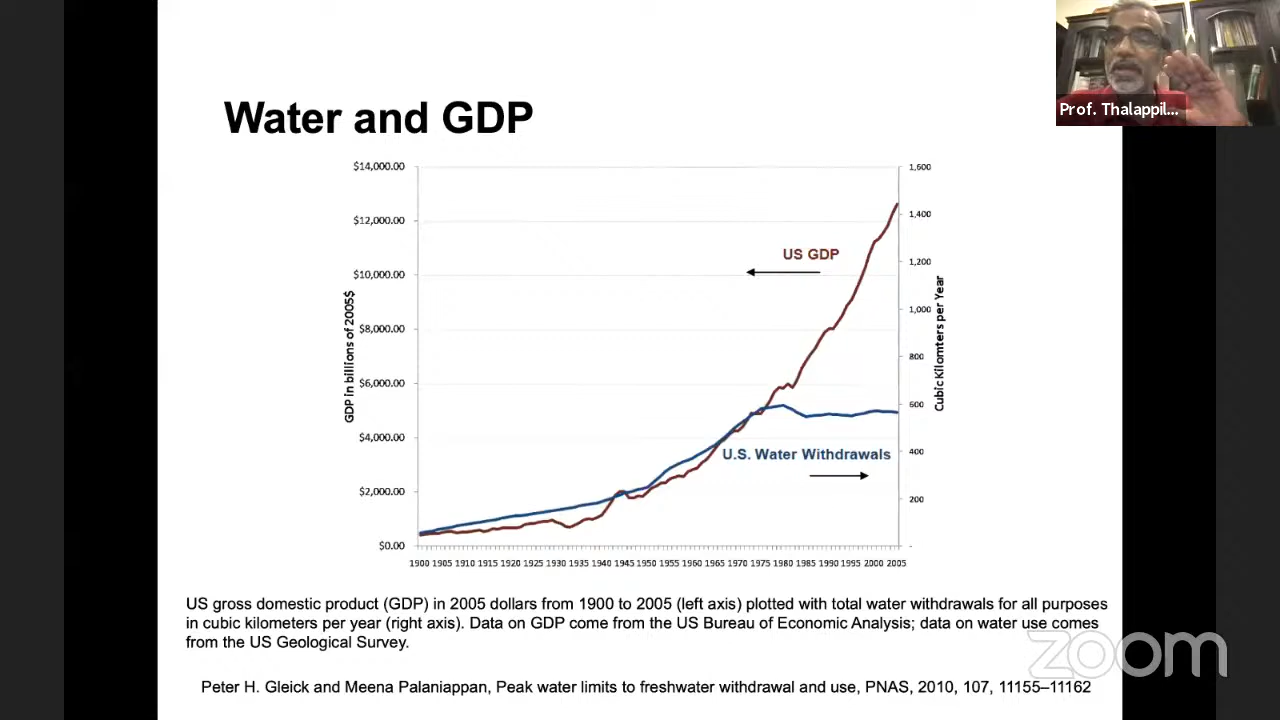 Prof. Thalappil...
Water and GDP
$14,000.00
$12,000.00
$10,000.00
$8,000.00
$6,000.00
$4,000.00
$2,000.00
$0.00
GDP in billions of 2005$
1,600
1,400
1,200
1,000
800
600
400
200
-
Cubic Kilomters per Year
US GDP
U.S. Water Withdrawals
1900 1905 1910 1915 1920 1925 1930 1935 1940 1945 1950 1955 1960 1965 1970 1975 1980 1985 1990 1995 2000 2005
US gross domestic product (GDP) in 2005 dollars from 1900 to 2005 (left axis) plotted with total water withdrawals for all purposes
in cubic kilometers per year (right axis). Data on GDP come from the US Bureau of Economic Analysis; data on water use comes
from the US Geological Survey.
zoom
Peter H. Gleick and Meena Palaniappan, Peak water limits to freshwater withdrawal and use, PNAS, 2010, 107, 11155–11162